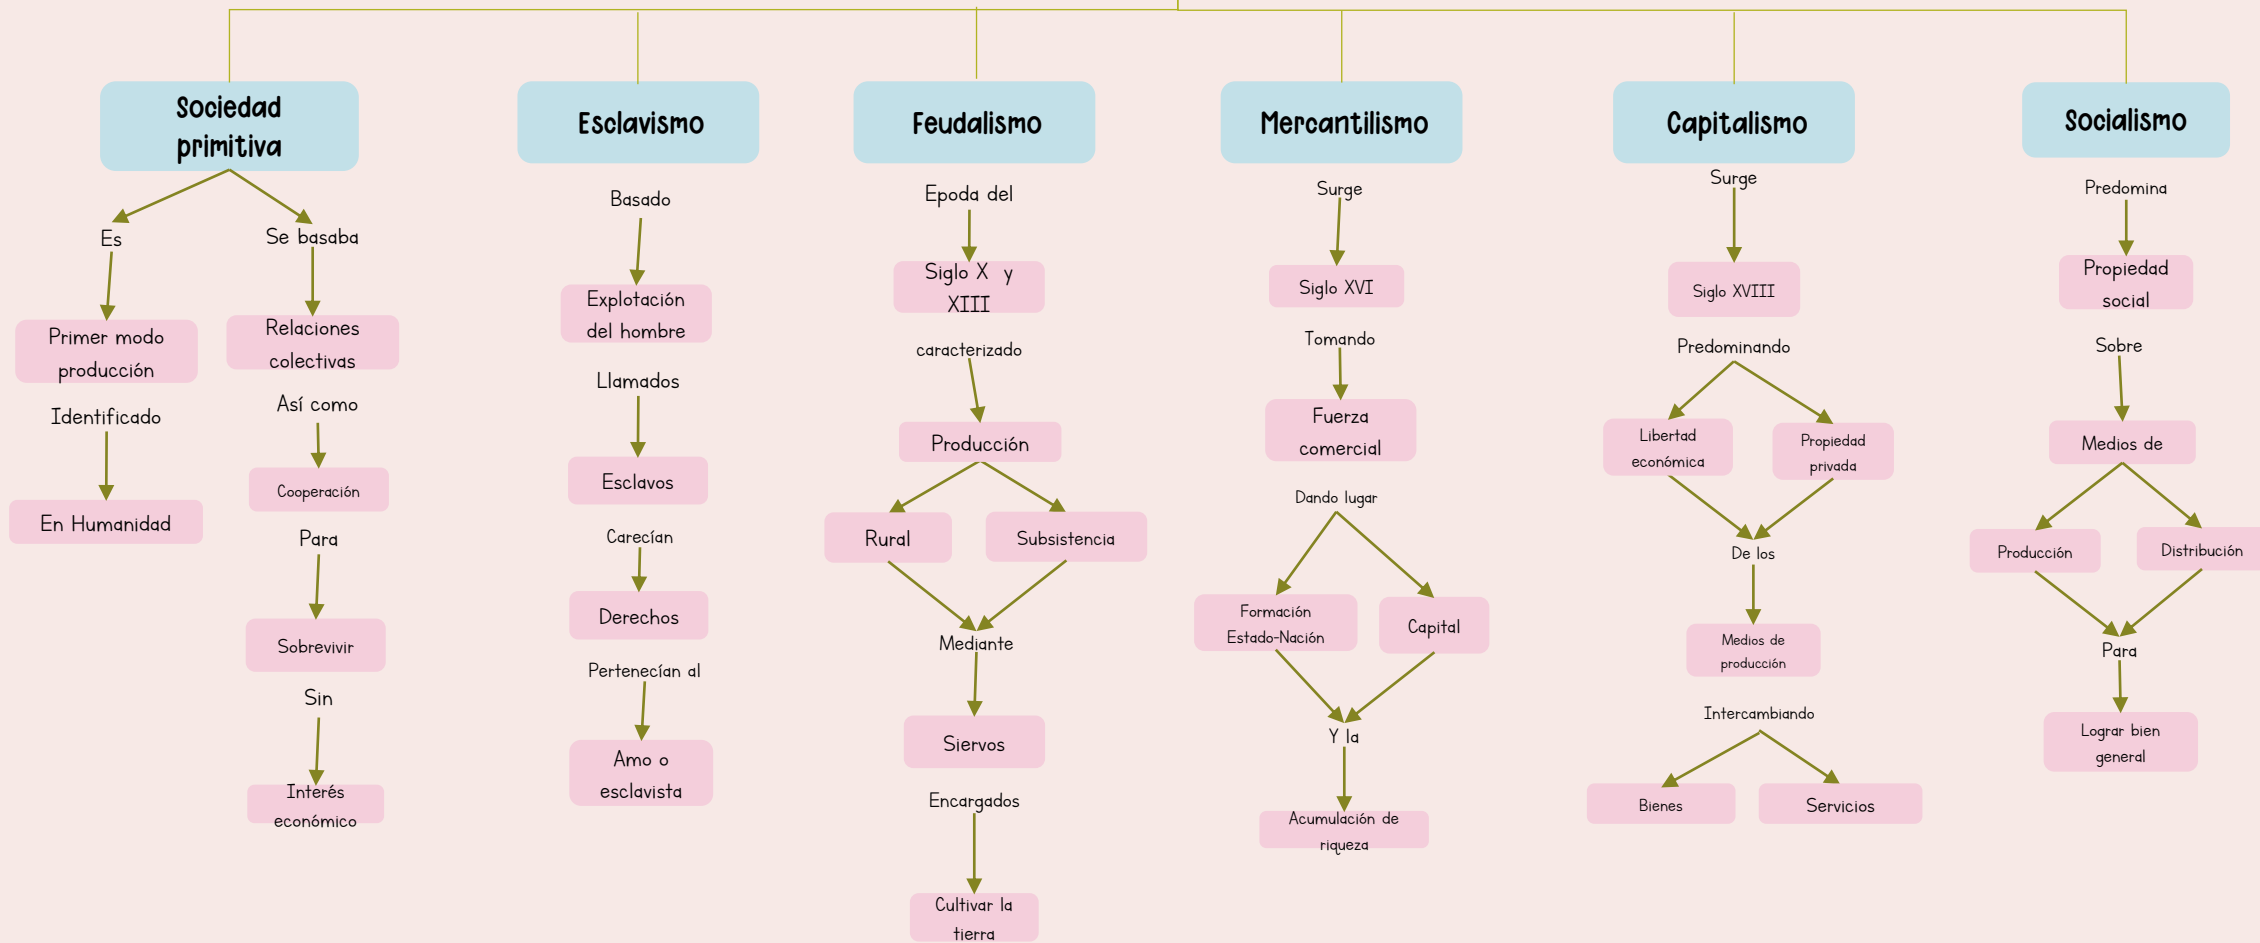 Sociedad
primitiva
Es
Primer modo
producción
Identificado
En Humanidad
Se basaba
Relaciones
colectivas
Así como
Cooperación
Para
Sobrevivir
Sin
Interés
económico
Esclavismo
Basado
Explotación
del hombre
Llamados
Esclavos
Carecían
Derechos
Pertenecían al
Amo o
esclavista
Feudalismo
Epoda del
Siglo X y
XIII
caracterizado
Producción
Rural
Subsistencia
Mediante
Siervos
Encargados
Cultivar la
tierra
Mercantilismo
Surge
Siglo XVI
Tomando
Fuerza
comercial
Dando lugar
Formación
Estado-Nación
Capital
Y la
Acumulación de
riqueza
Capitalismo
Surge
Siglo XVIII
Predominando
Libertad
económica
Propiedad
privada
De los
Medios de
producción
Intercambiando
Bienes
Servicios
Socialismo
Predomina
Propiedad
social
Sobre
Medios de
Producción
Distribución
Para
Lograr bien
general